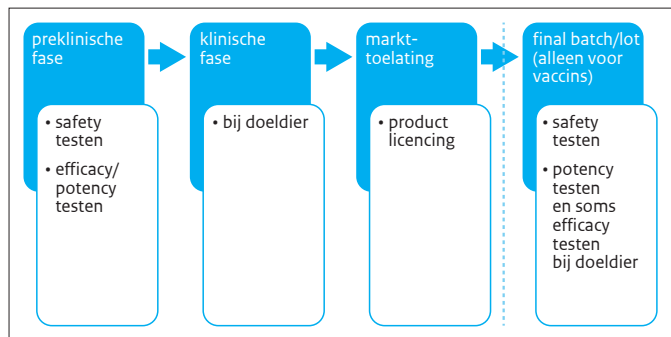 preklinische
fase
• safety
testen
• efficacy/
potency
testen
klinische
fase
• bij doeldier
markt-
toelating
• product
licencing
final batch/lot
(alleen voor
vaccins)
• safety
testen
• potency
testen
en soms
efficacy
testen
bij doeldier